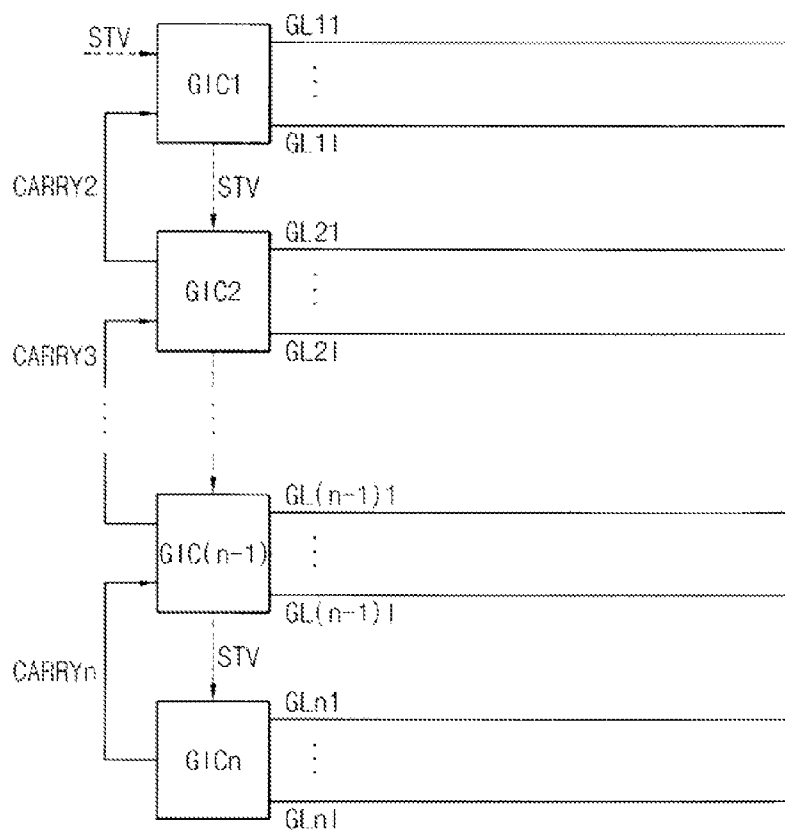 GL11
STV
GIC1
GL1l
CARRY2
STV
GL21
GIC2
CARRY3
GL2l
GL(n-1)1
GIC(n-1)
GL(n-1)l
CARRYn
STV
GLn1
GICn
GLnl